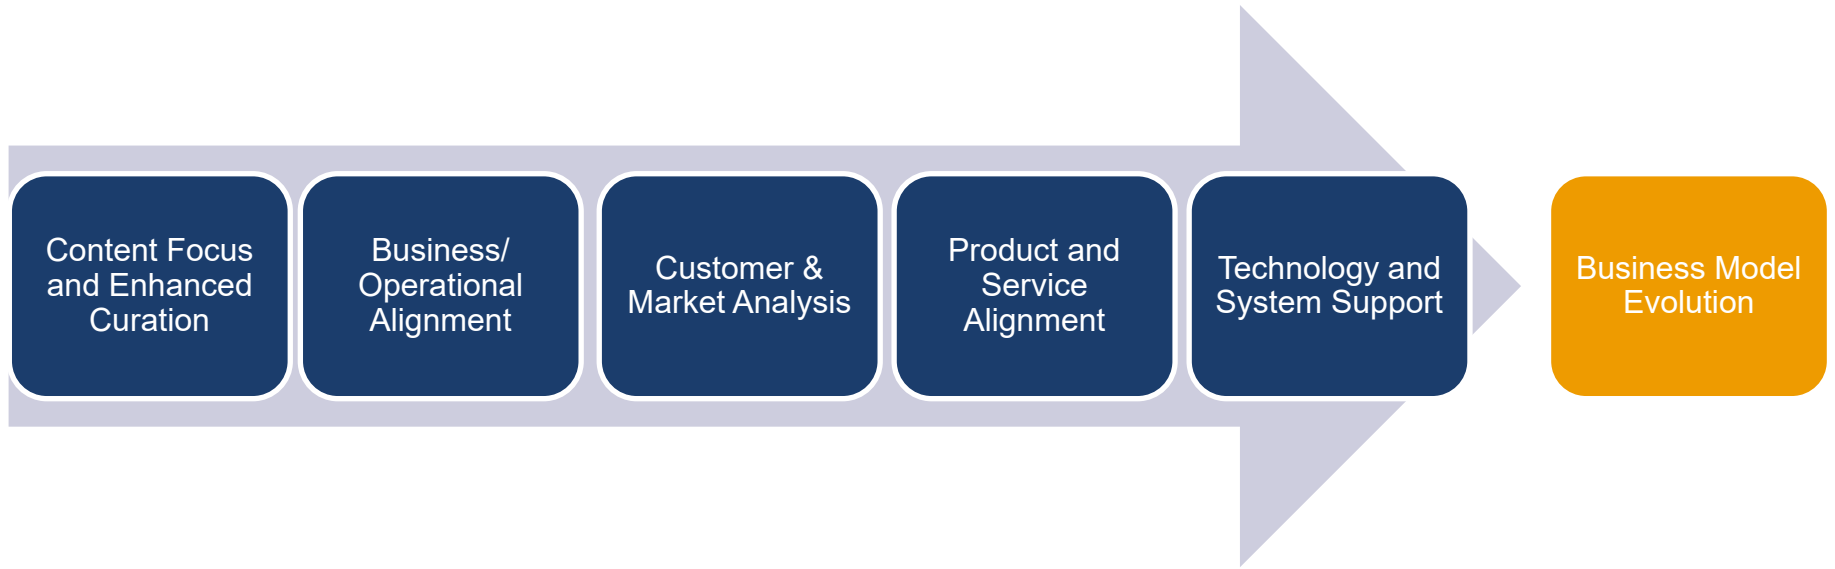 Content Focus
and Enhanced
Curation
Business/
Operational
Alignment
Customer &
Market Analysis
Product and
Service
Alignment
Technology and
System Support
Business Model
Evolution